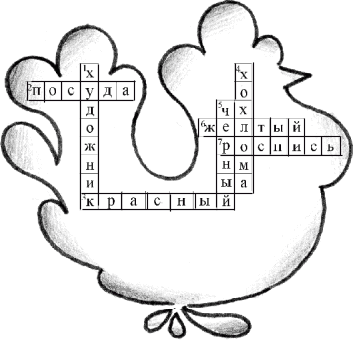 1художник
2посуда
3красный
4хохлома
5черный
6желтый
7роспись